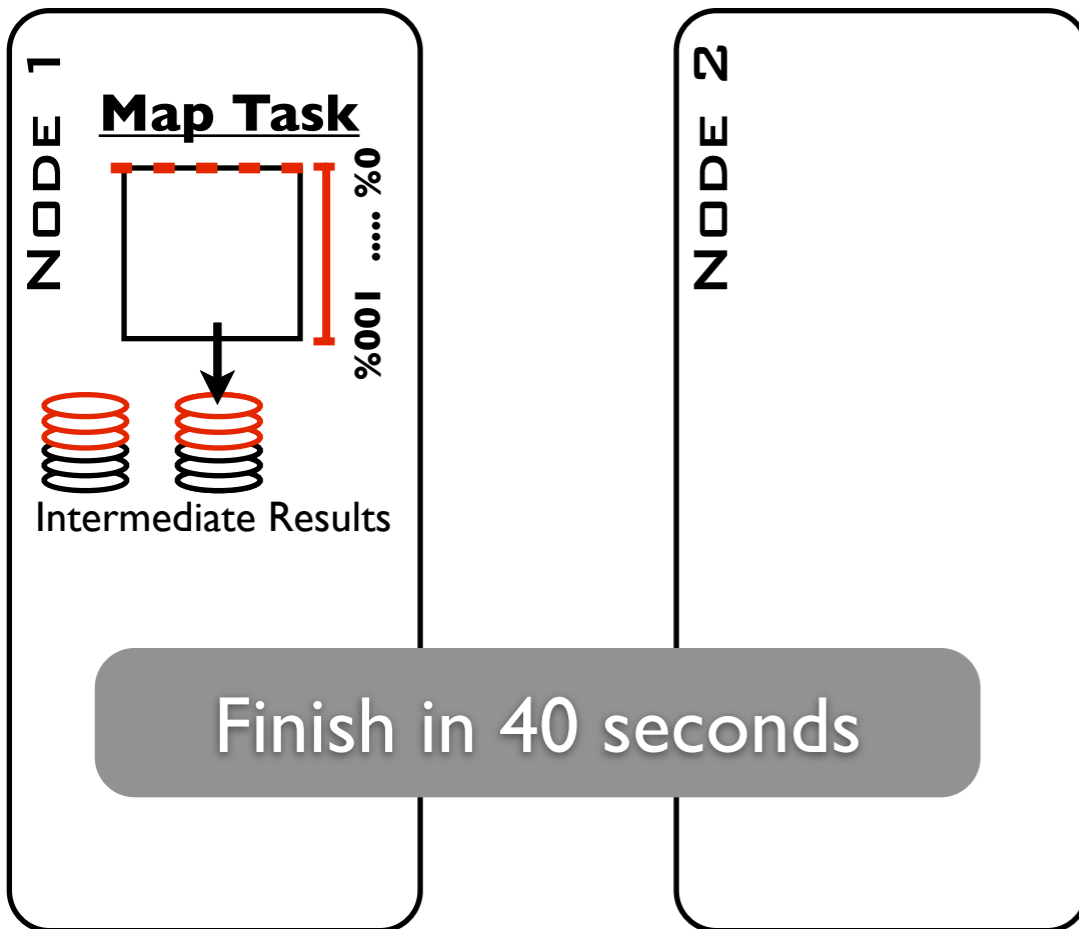 NODE 1
Map Task
0% ..... 100%
Intermediate Results
NODE 2
Finish in 40 seconds